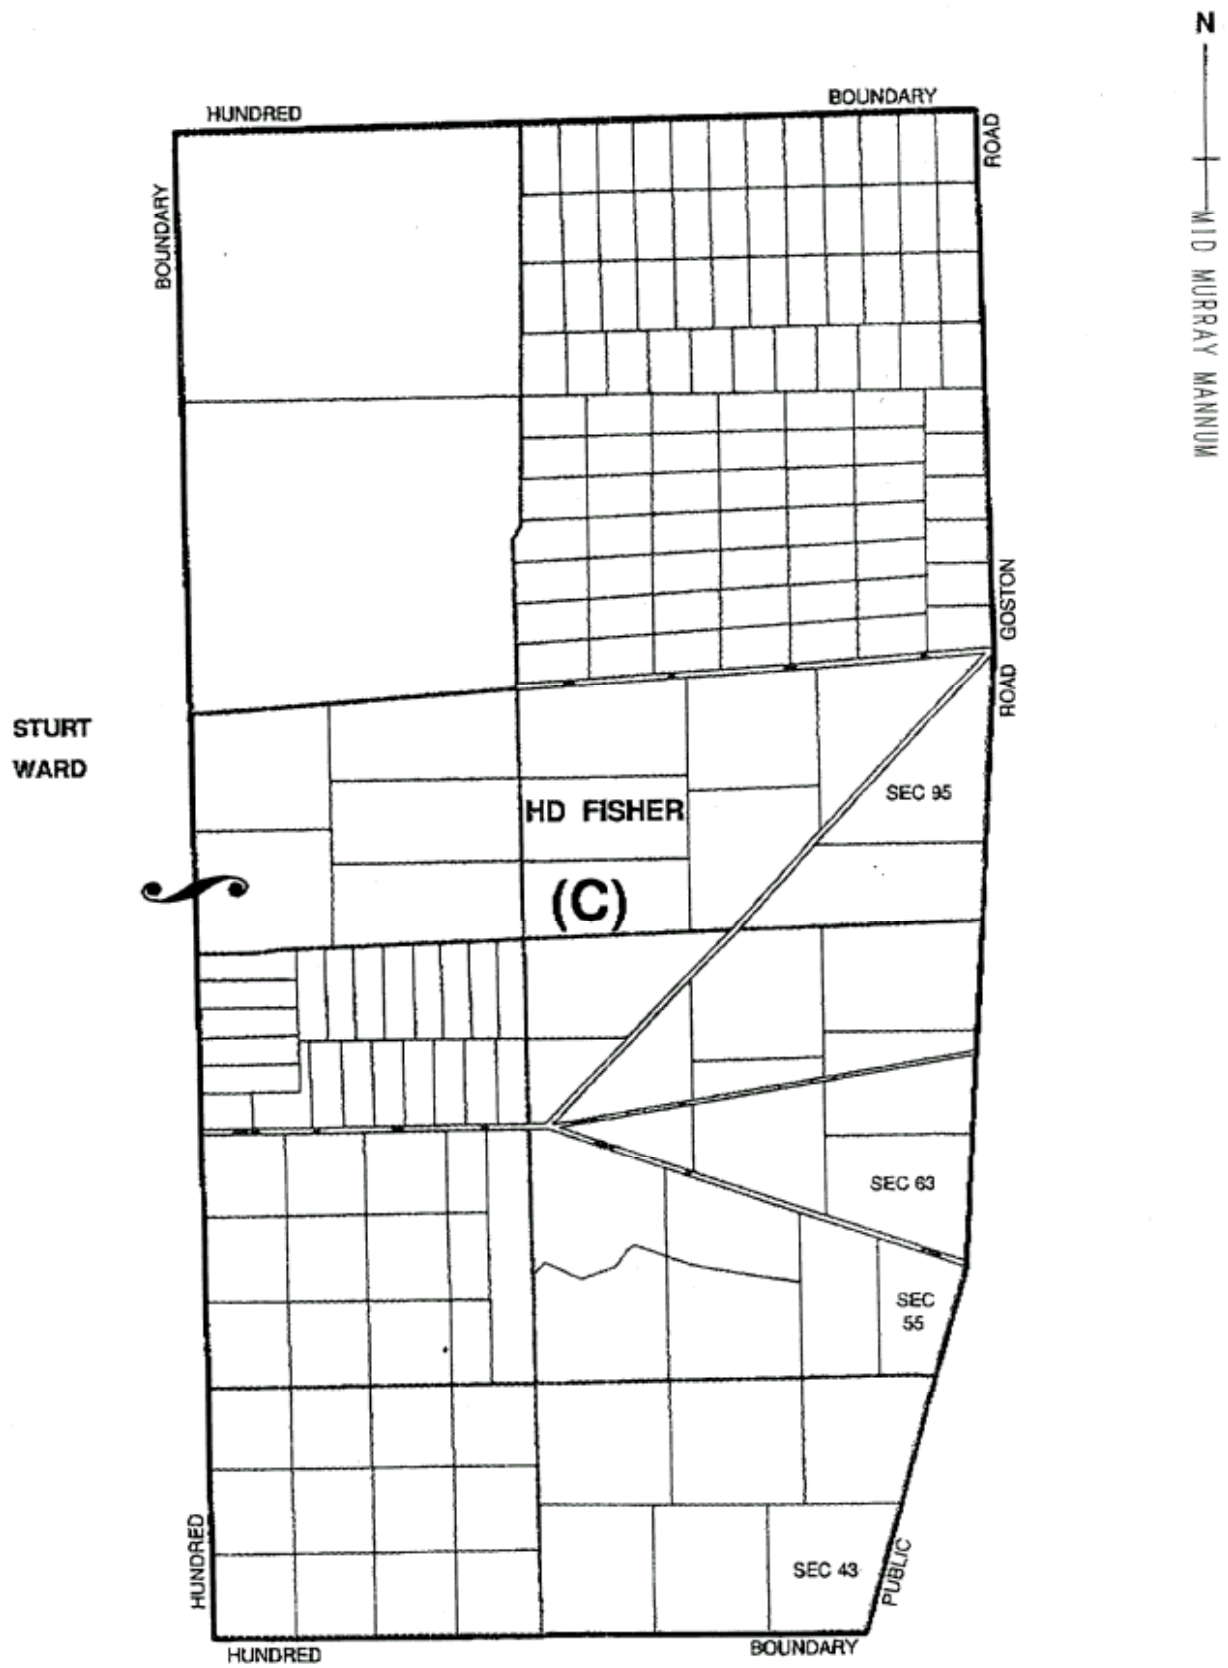 N
HUNDRED
BOUNDARY
ROAD
BOUNDARY
MID MURRAY MANNUM
GOSTON
ROAD
STURT
WARD
SEC 95
HD FISHER
(C)
SEC 63
SEC
55
HUNDRED
SEC 43
PUBLIC
HUNDRED
BOUNDARY